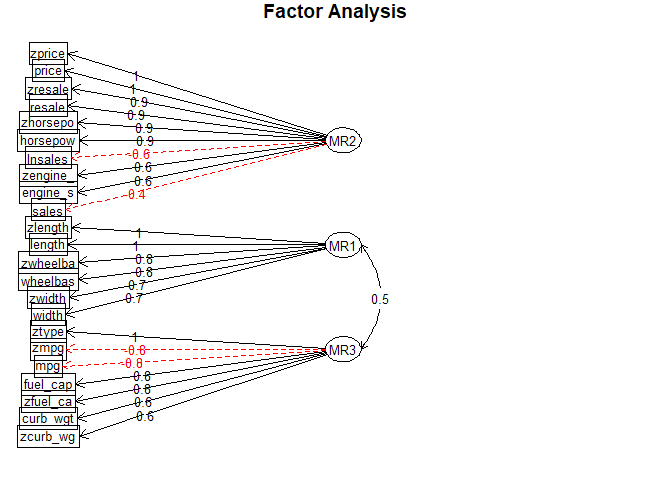 Factor Analysis
zprice
price
zresale
resale
zhorsepo
horsepow
lnsales
zengine_
engine_s
sales
zlength
length
zwheelba
wheelbas
zwidth
width
ztype
zmpg
mpg
fuel_cap
zfuel_ca
curb_wgt
zcurb_wg
1
1
0.9
0.9
0.9
0.9
-0.6
0.6
0.6
-0.4
1
1
0.8
0.8
0.7
0.7
1
-0.8
-0.8
0.8
0.8
0.6
0.6
MR2
MR1
MR3
0.5